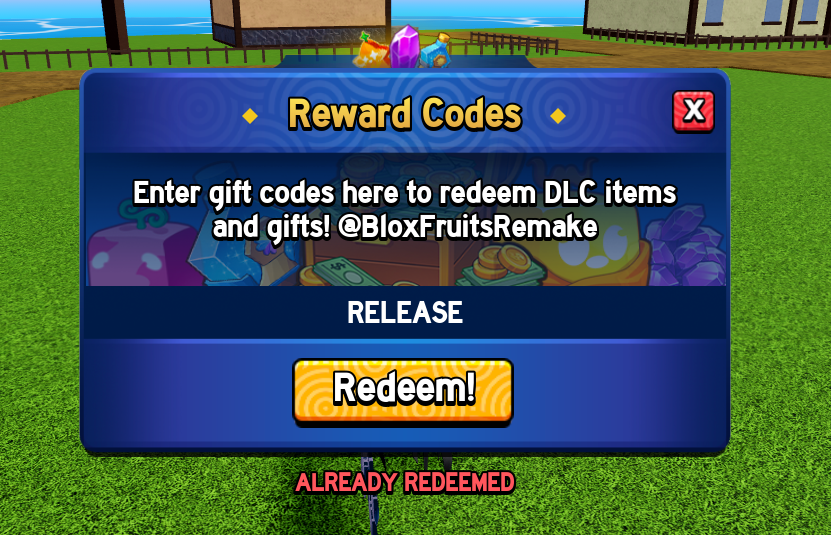 Reward Codes
X
Enter gift codes here to redeem DLC items
and gifts! @BloxFruitsRemake
RELEASE
Redeem!
ALREADY REDEEMED